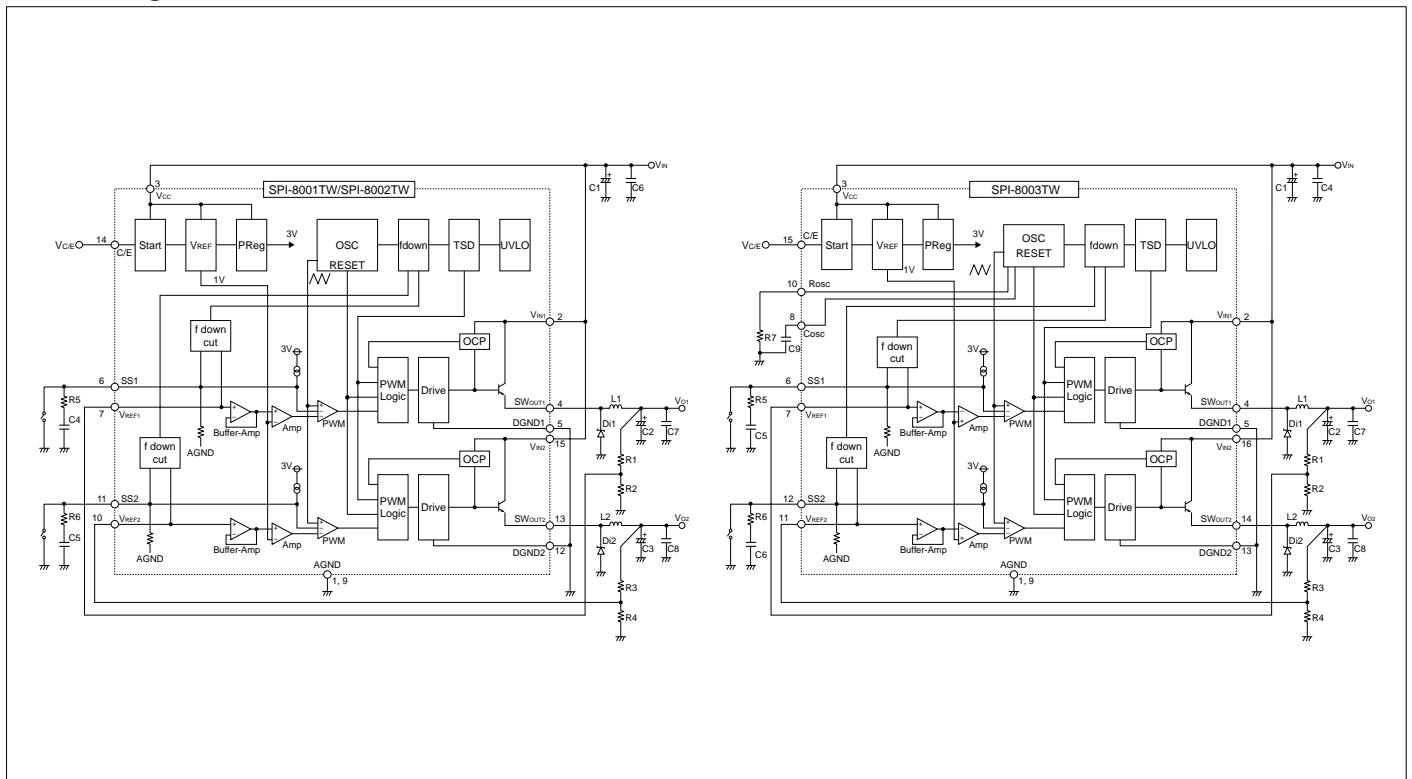 VIN
3
VCC
C1
+
C6
SPI-8001TW/SPI-8002TW
VC/E
14
C/E
Start
VREF
PReg
3V
OSC
RESET
fdown
TSD
UVLO
1V
VIN1
2
f down
cut
3V
OCP
6
SS1
PWM
Logic
Drive
R5
C4
7
VREF1
Buffer-Amp
Amp
PWM
SWOUT1
4
L1
VO1
Di1
+
C2
C7
AGND
DGND1
5
VIN2
15
R1
R2
f down
cut
3V
OCP
11
SS2
PWM
Logic
Drive
R6
C5
10
VREF2
Buffer-Amp
Amp
PWM
SWOUT2
13
L2
VO2
Di2
+
C3
C8
AGND
DGND2
12
AGND
1, 9
R3
R4
VIN
3
VCC
C1
+
C4
SPI-8003TW
VC/E
15
C/E
Start
VREF
PReg
3V
OSC
RESET
fdown
TSD
UVLO
1V
10
Rosc
8
Cosc
R7
C9
VIN1
2
f down
cut
3V
OCP
6
SS1
PWM
Logic
Drive
R5
C5
7
VREF1
Buffer-Amp
Amp
PWM
SWOUT1
4
L1
VO1
Di1
+
C2
C7
AGND
DGND1
5
VIN2
16
R1
R2
f down
cut
3V
OCP
12
SS2
PWM
Logic
Drive
R6
C6
11
VREF2
Buffer-Amp
Amp
PWM
SWOUT2
14
L2
VO2
Di2
+
C3
C8
AGND
DGND2
13
AGND
1, 9
R3
R4